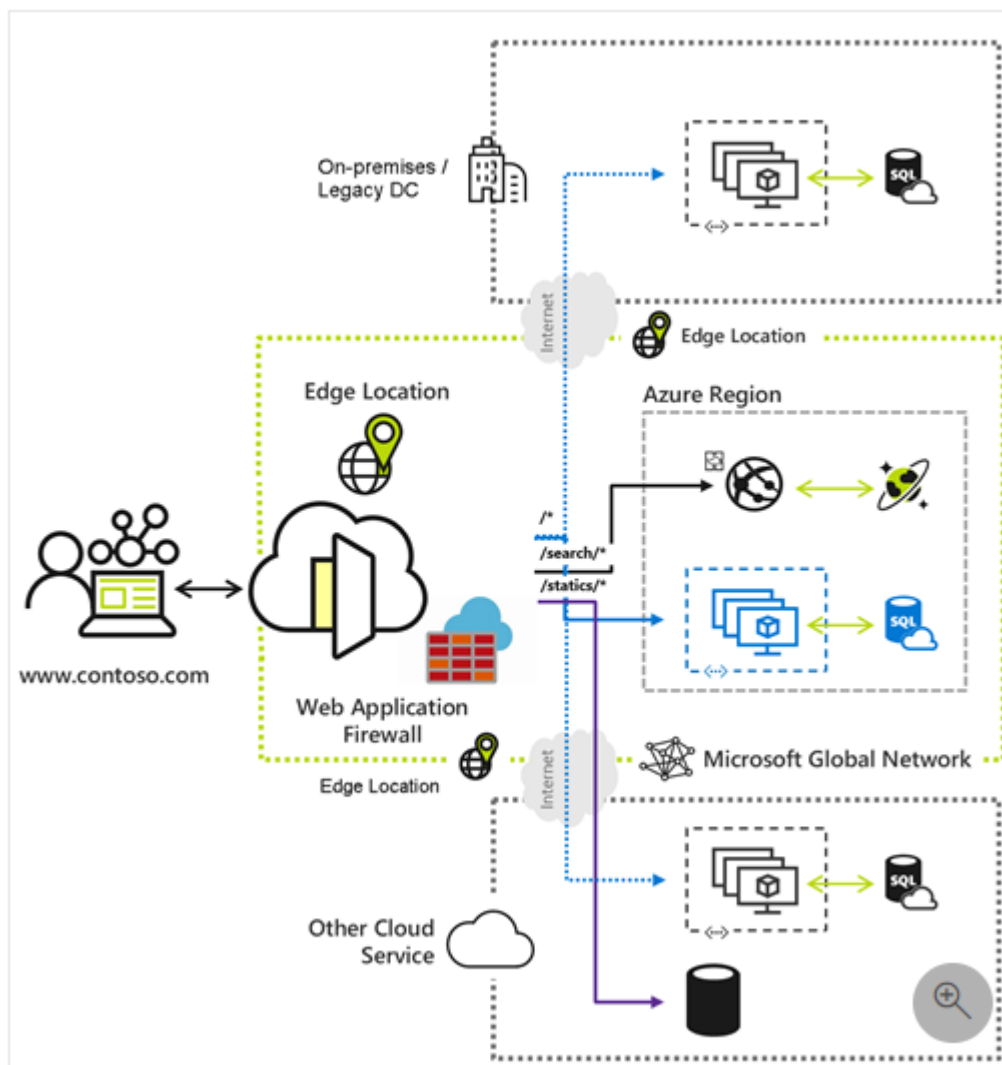 On-premises /
Legacy DC
SQL
Internet
Edge Location
Edge Location
Azure Region
/*
/search/*
/statics/*
SQL
www.contoso.com
Web Application
Firewall
Edge Location
Internet
Microsoft Global Network
SQL
Other Cloud
Service